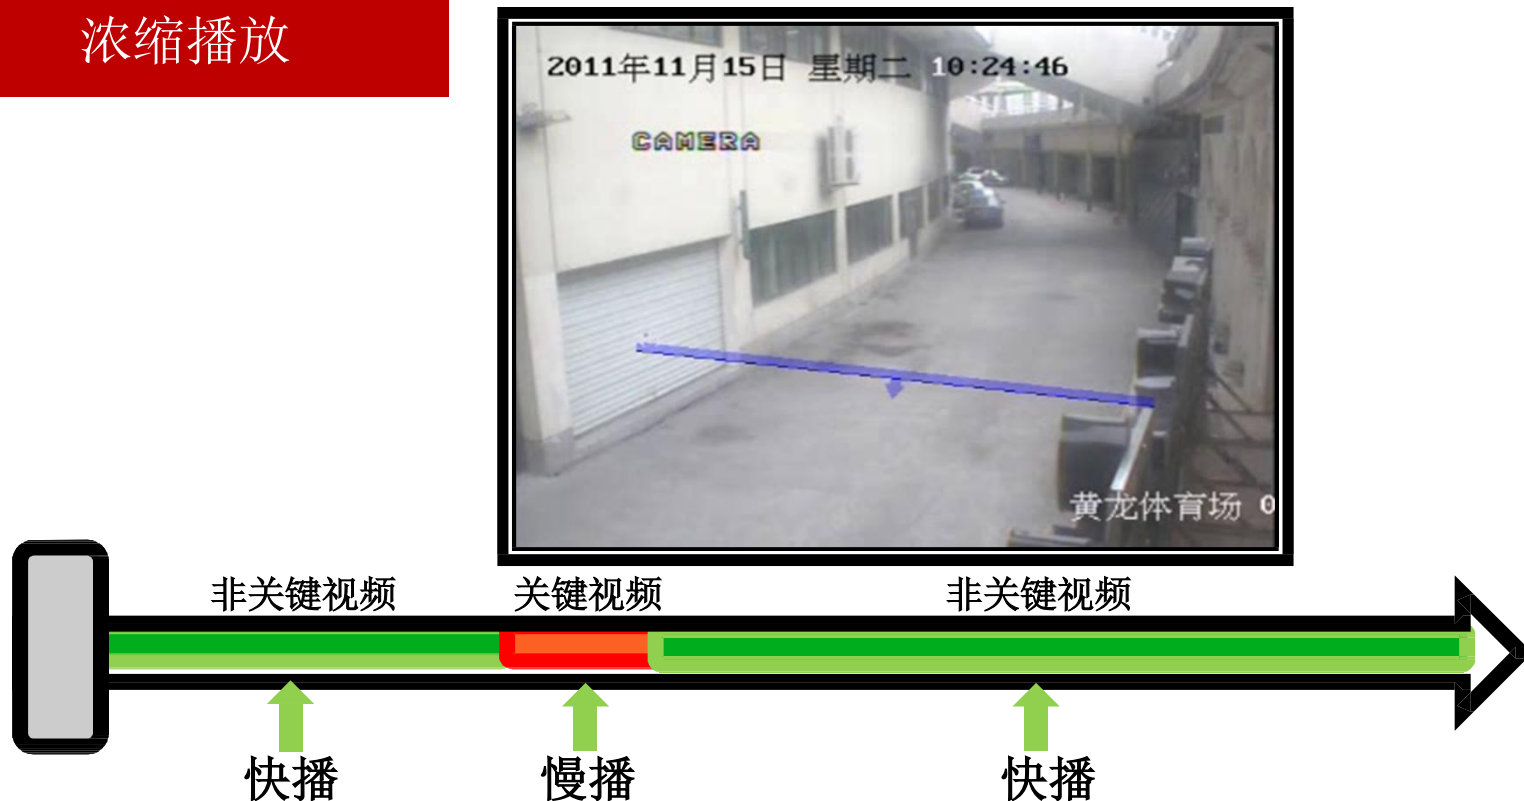 浓缩播放
2011年11月15日 星期二 10:24:46
CAMERA
黄龙体育场 0
非关键视频 关键视频 非关键视频
快播 慢播 快播